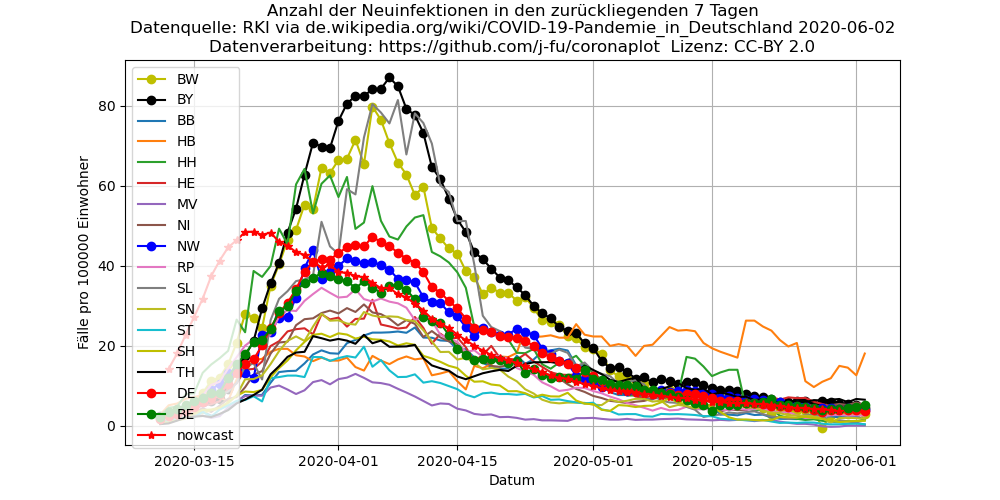 Anzahl der Neuinfektionen in den zurückliegenden 7 Tagen
Datenquelle: RKI via de.wikipedia.org/wiki/COVID-19-Pandemie_in_Deutschland 2020-06-02
Datenverarbeitung: https://github.com/j-fu/coronaplot Lizenz: CC-BY 2.0
Fälle pro 100000 Einwohner
80
60
40
20
0
BW
BY
BB
HB
HH
HE
MV
NI
NW
RP
SL
SN
ST
SH
TH
DE
BE
nowcast
2020-03-15
2020-04-01
2020-04-15
2020-05-01
2020-05-15
2020-06-01
Datum